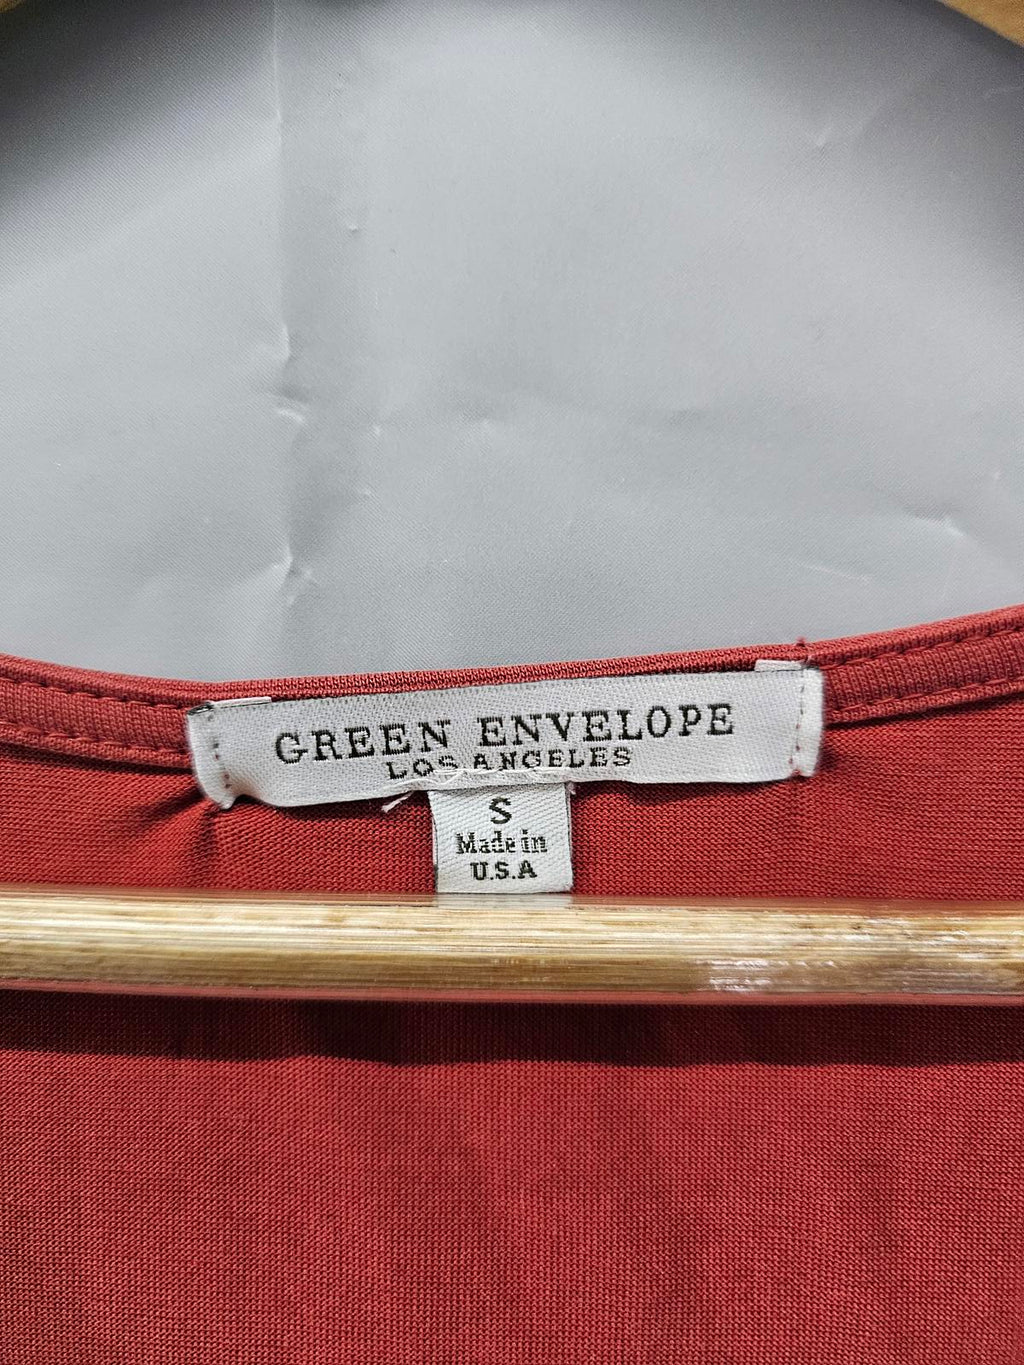 GREEN ENVELOPE
LOS ANGELES
S
Made in
U.S.A